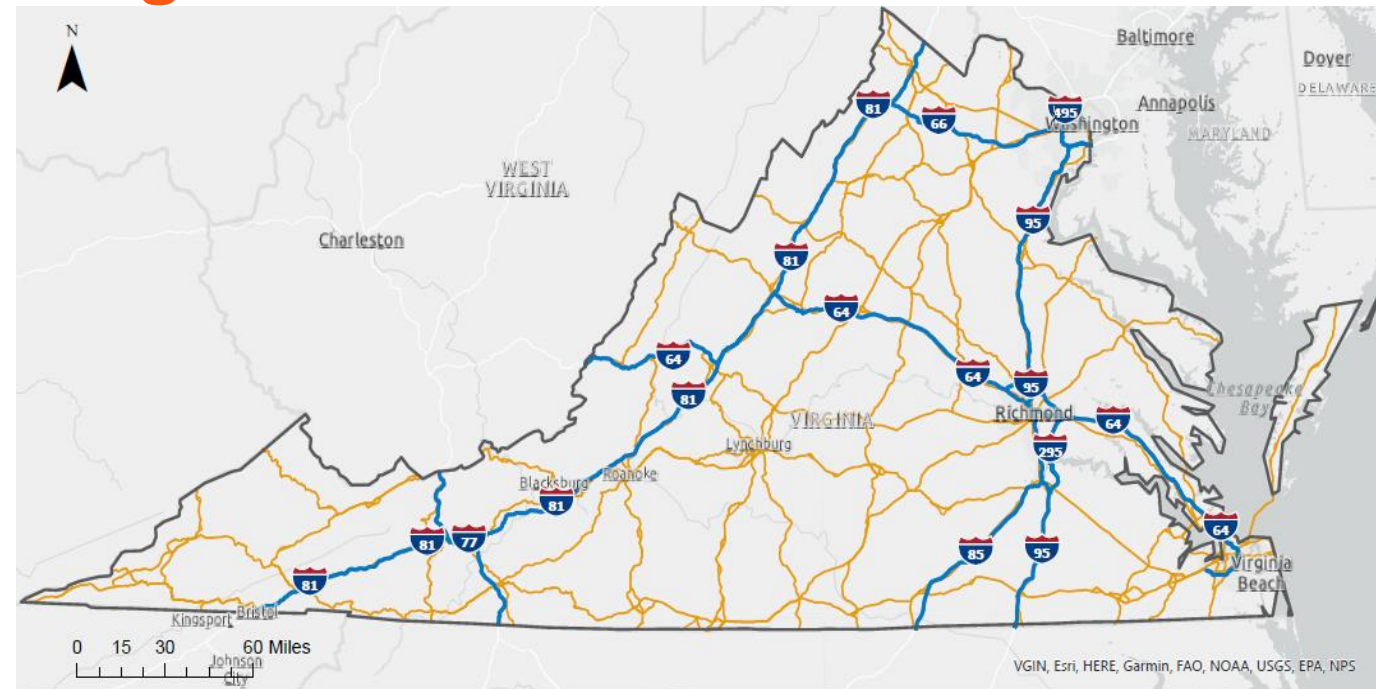 N
Baltimore
Dover
DELAWARE
Annapolis
81
66
495
Washington
MARYLAND
WEST
VIRGINIA
95
Charleston
81
64
64
64
95
81
Chesapeake
Bay
Richmond
VIRGINIA
64
Lynchburg
295
Roanoke
Blacksburg
81
64
81
77
85
95
Virginia
Beach
81
Bristol
Kingsport
0 15 30 60 Miles
Johnson
City
VGIN, Esri, HERE, Garmin, FAO, NOAA, USGS, EPA, NPS